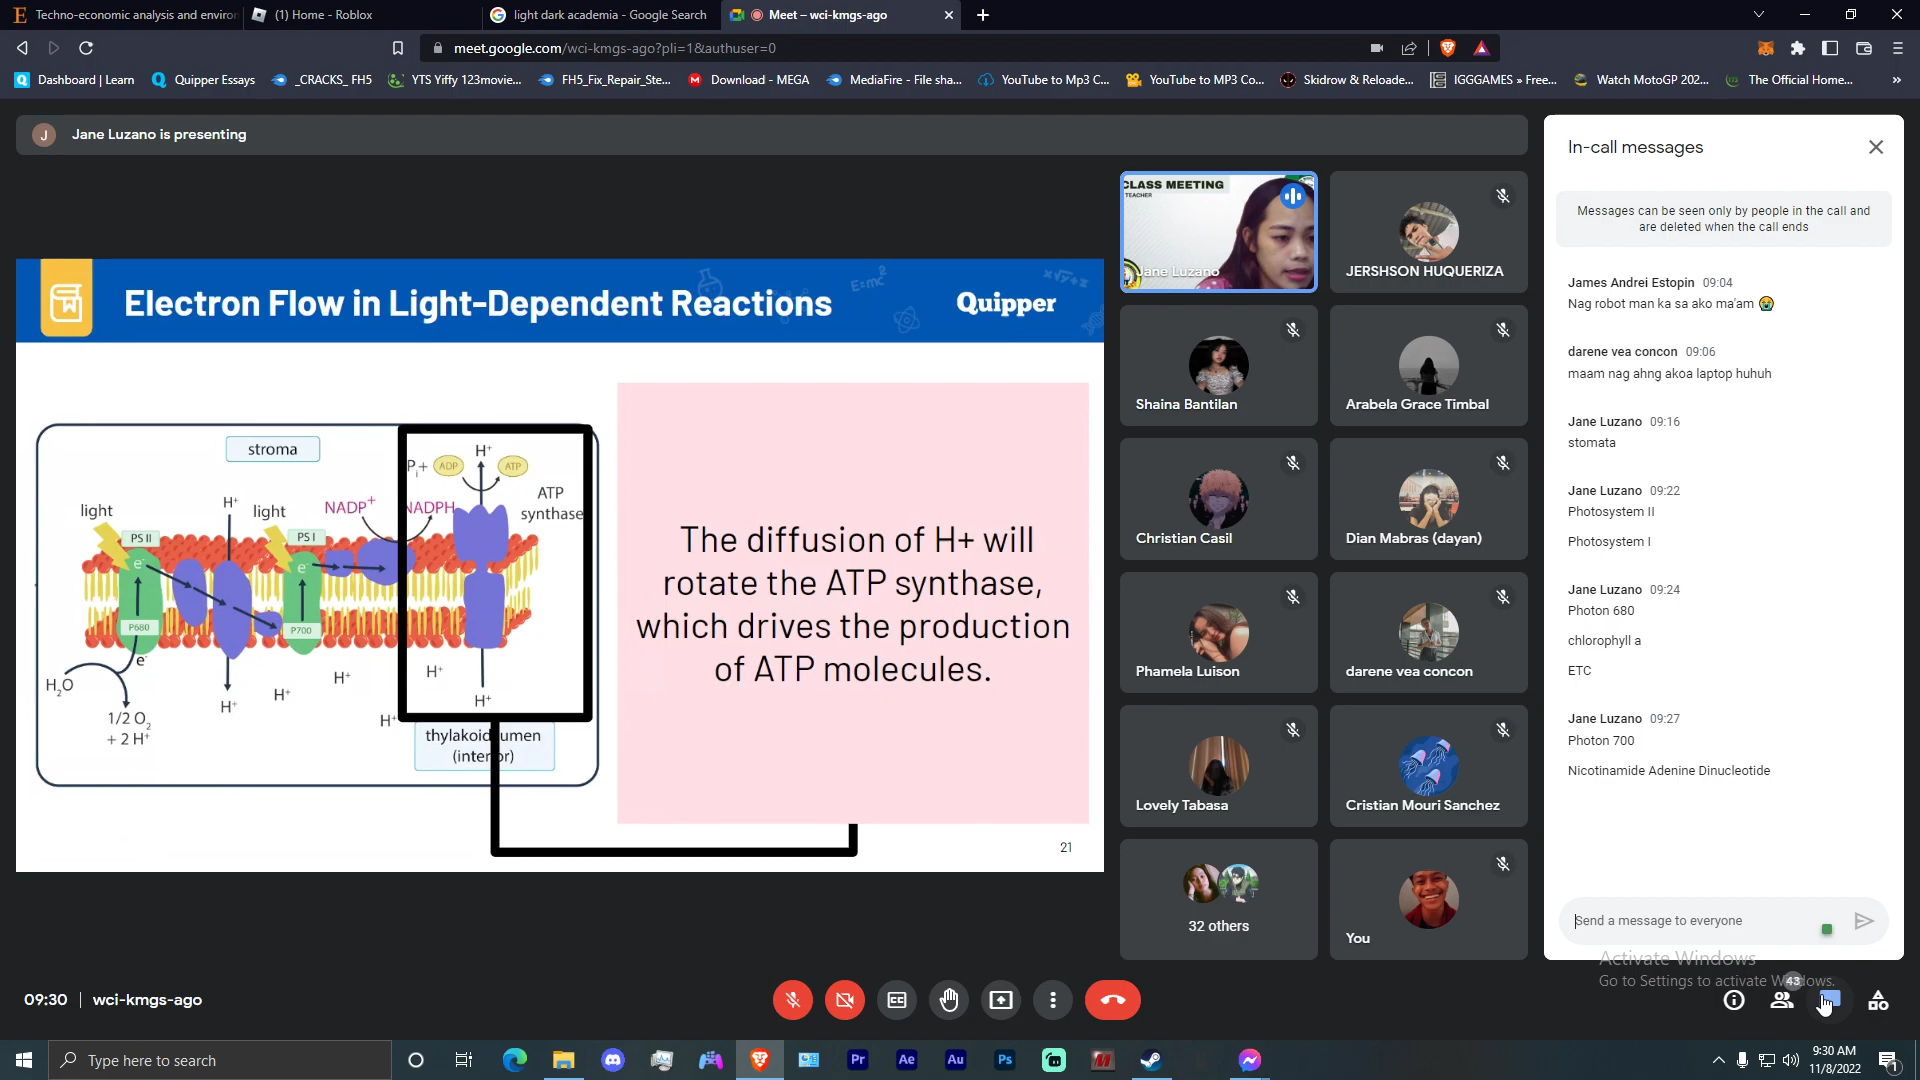 Techno-economic analysis and environ
(1) Home - Roblox
light dark academia - Google Search
Meet – wci-kmgs-ago
meet.google.com/wci-kmgs-ago?pli=1&authuser=0
Dashboard | Learn
Quipper Essays
_CRACKS_ FH5
YTS Yiffy 123movie...
FH5_Fix_Repair_Ste...
Download - MEGA
MediaFire - File sha...
YouTube to Mp3 C...
YouTube to MP3 Co...
Skidrow & Reloade...
IGGGAMES » Free...
Watch MotoGP 202...
The Official Home...
J
Jane Luzano is presenting
Electron Flow in Light-Dependent Reactions
E=mc²
Quipper
stroma
light
H+
light
NADP+
NADPH
Pi+
ADP
H+
ATP
ATP
synthase
PS II
e-
PS I
e-
P680
P700
e-
H2O
1/2 O2
+ 2 H+
H+
H+
H+
H+
H+
H+
thylakoid lumen
(interior)
The diffusion of H+ will
rotate the ATP synthase,
which drives the production
of ATP molecules.
21
CLASS MEETING
TEACHER
Jane Luzano
JERSHSON HUQUERIZA
Shaina Bantilan
Arabela Grace Timbal
Christian Casil
Dian Mabras (dayan)
Phamela Luison
darene vea concon
Lovely Tabasa
Cristian Mouri Sanchez
32 others
You
In-call messages
Messages can be seen only by people in the call and
are deleted when the call ends
James Andrei Estopin 09:04
Nag robot man ka sa ako ma'am 😭
darene vea concon 09:06
maam nag ahng akoa laptop huhuh
Jane Luzano 09:16
stomata
Jane Luzano 09:22
Photosystem II
Photosystem I
Jane Luzano 09:24
Photon 680
chlorophyll a
ETC
Jane Luzano 09:27
Photon 700
Nicotinamide Adenine Dinucleotide
Send a message to everyone
Activate Windows
Go to Settings to activate Windows.
09:30 | wci-kmgs-ago
43
Type here to search
Pr
Ae
Au
Ps
9:30 AM
11/8/2022
1